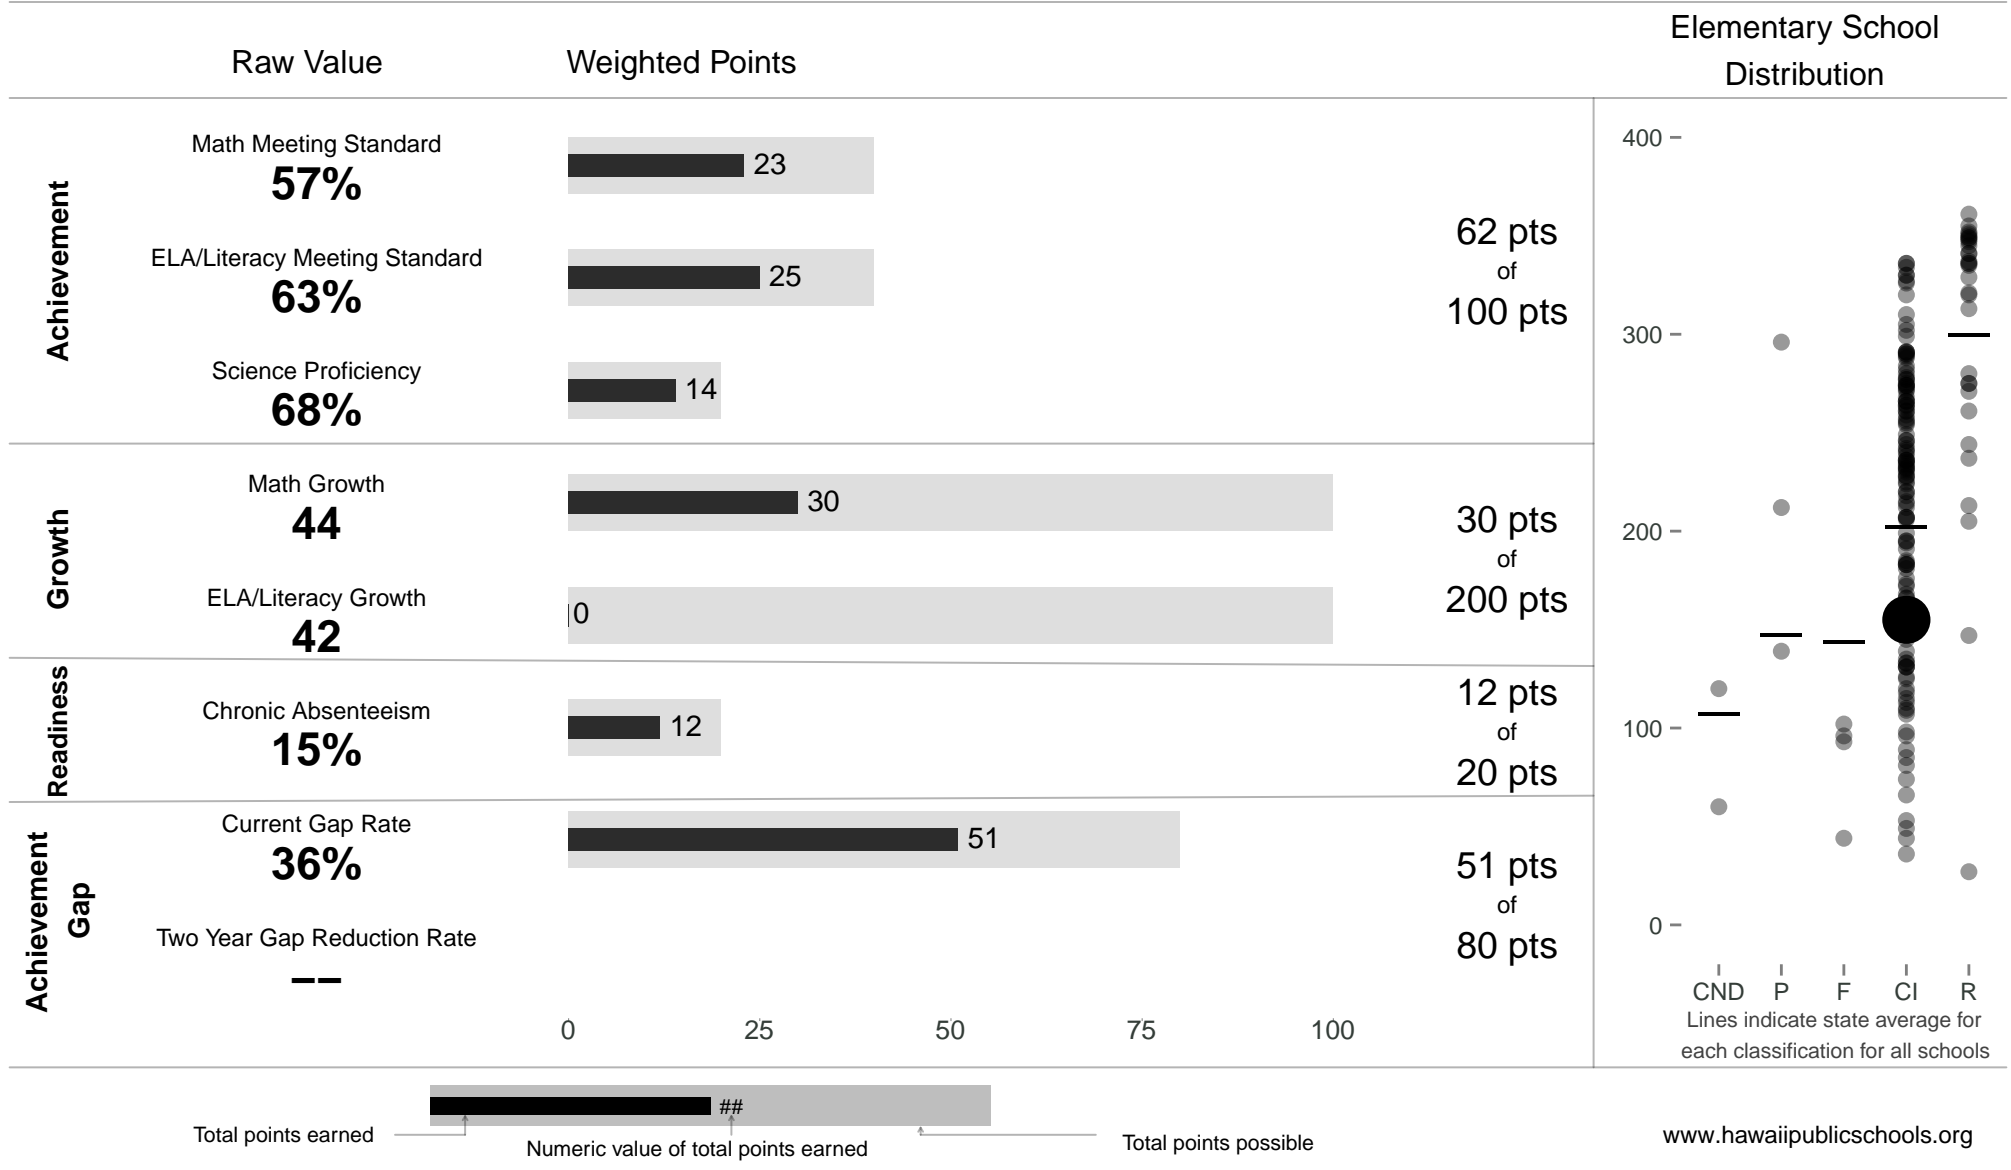 Raw Value
Weighted Points
Elementary School
Distribution
Achievement
Math Meeting Standard
57%
23
ELA/Literacy Meeting Standard
63%
25
Science Proficiency
68%
14
62 pts
of
100 pts
Growth
Math Growth
44
30
ELA/Literacy Growth
42
0
30 pts
of
200 pts
Readiness
Chronic Absenteeism
15%
12
12 pts
of
20 pts
Achievement
Gap
Current Gap Rate
36%
51
Two Year Gap Reduction Rate
––
51 pts
of
80 pts
0 25 50 75 100
400
300
200
100
0
CND P F CI R
Lines indicate state average for
each classification for all schools
##
Total points earned
Numeric value of total points earned
Total points possible
www.hawaiipublicschools.org